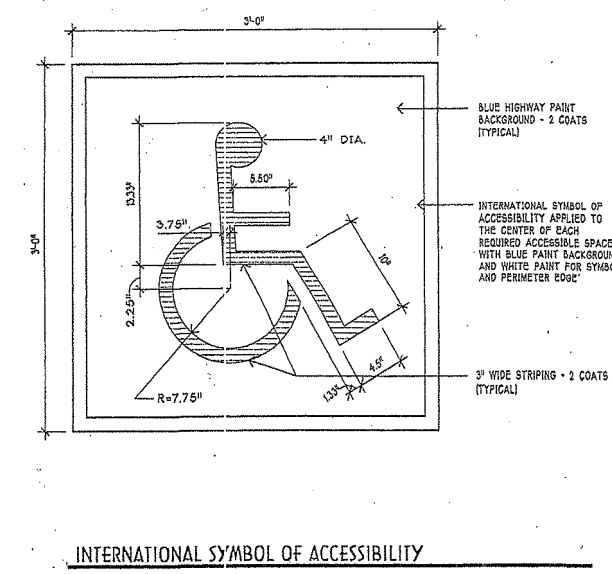 3'-0"
BLUE HIGHWAY PAINT
BACKGROUND - 2 COATS
(TYPICAL)
4" DIA.
13.33"
5.50"
INTERNATIONAL SYMBOL OF
ACCESSIBILITY APPLIED TO
THE CENTER OF EACH
REQUIRED ACCESSIBLE SPACE
WITH BLUE PAINT BACKGROUN
AND WHITE PAINT FOR SYMBO
AND PERIMETER EDGE
3'-0"
3.75"
10"
2.25"
4.5"
1.33"
3" WIDE STRIPING - 2 COATS
(TYPICAL)
R=7.75"
INTERNATIONAL SYMBOL OF ACCESSIBILITY